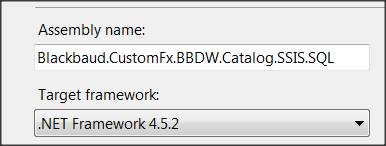 Assembly name:
Blackbaud.CustomFx.BBDW.Catalog.SSIS.SQL
Target framework:
.NET Framework 4.5.2